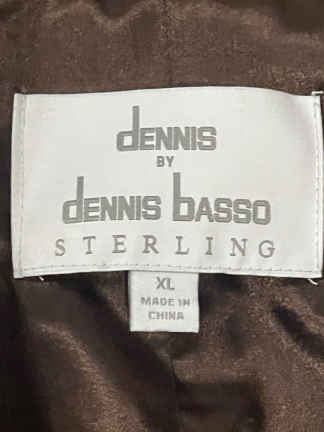 dENNIS
BY
dENNIS bASSO
STERLING
XL
MADE IN
CHINA